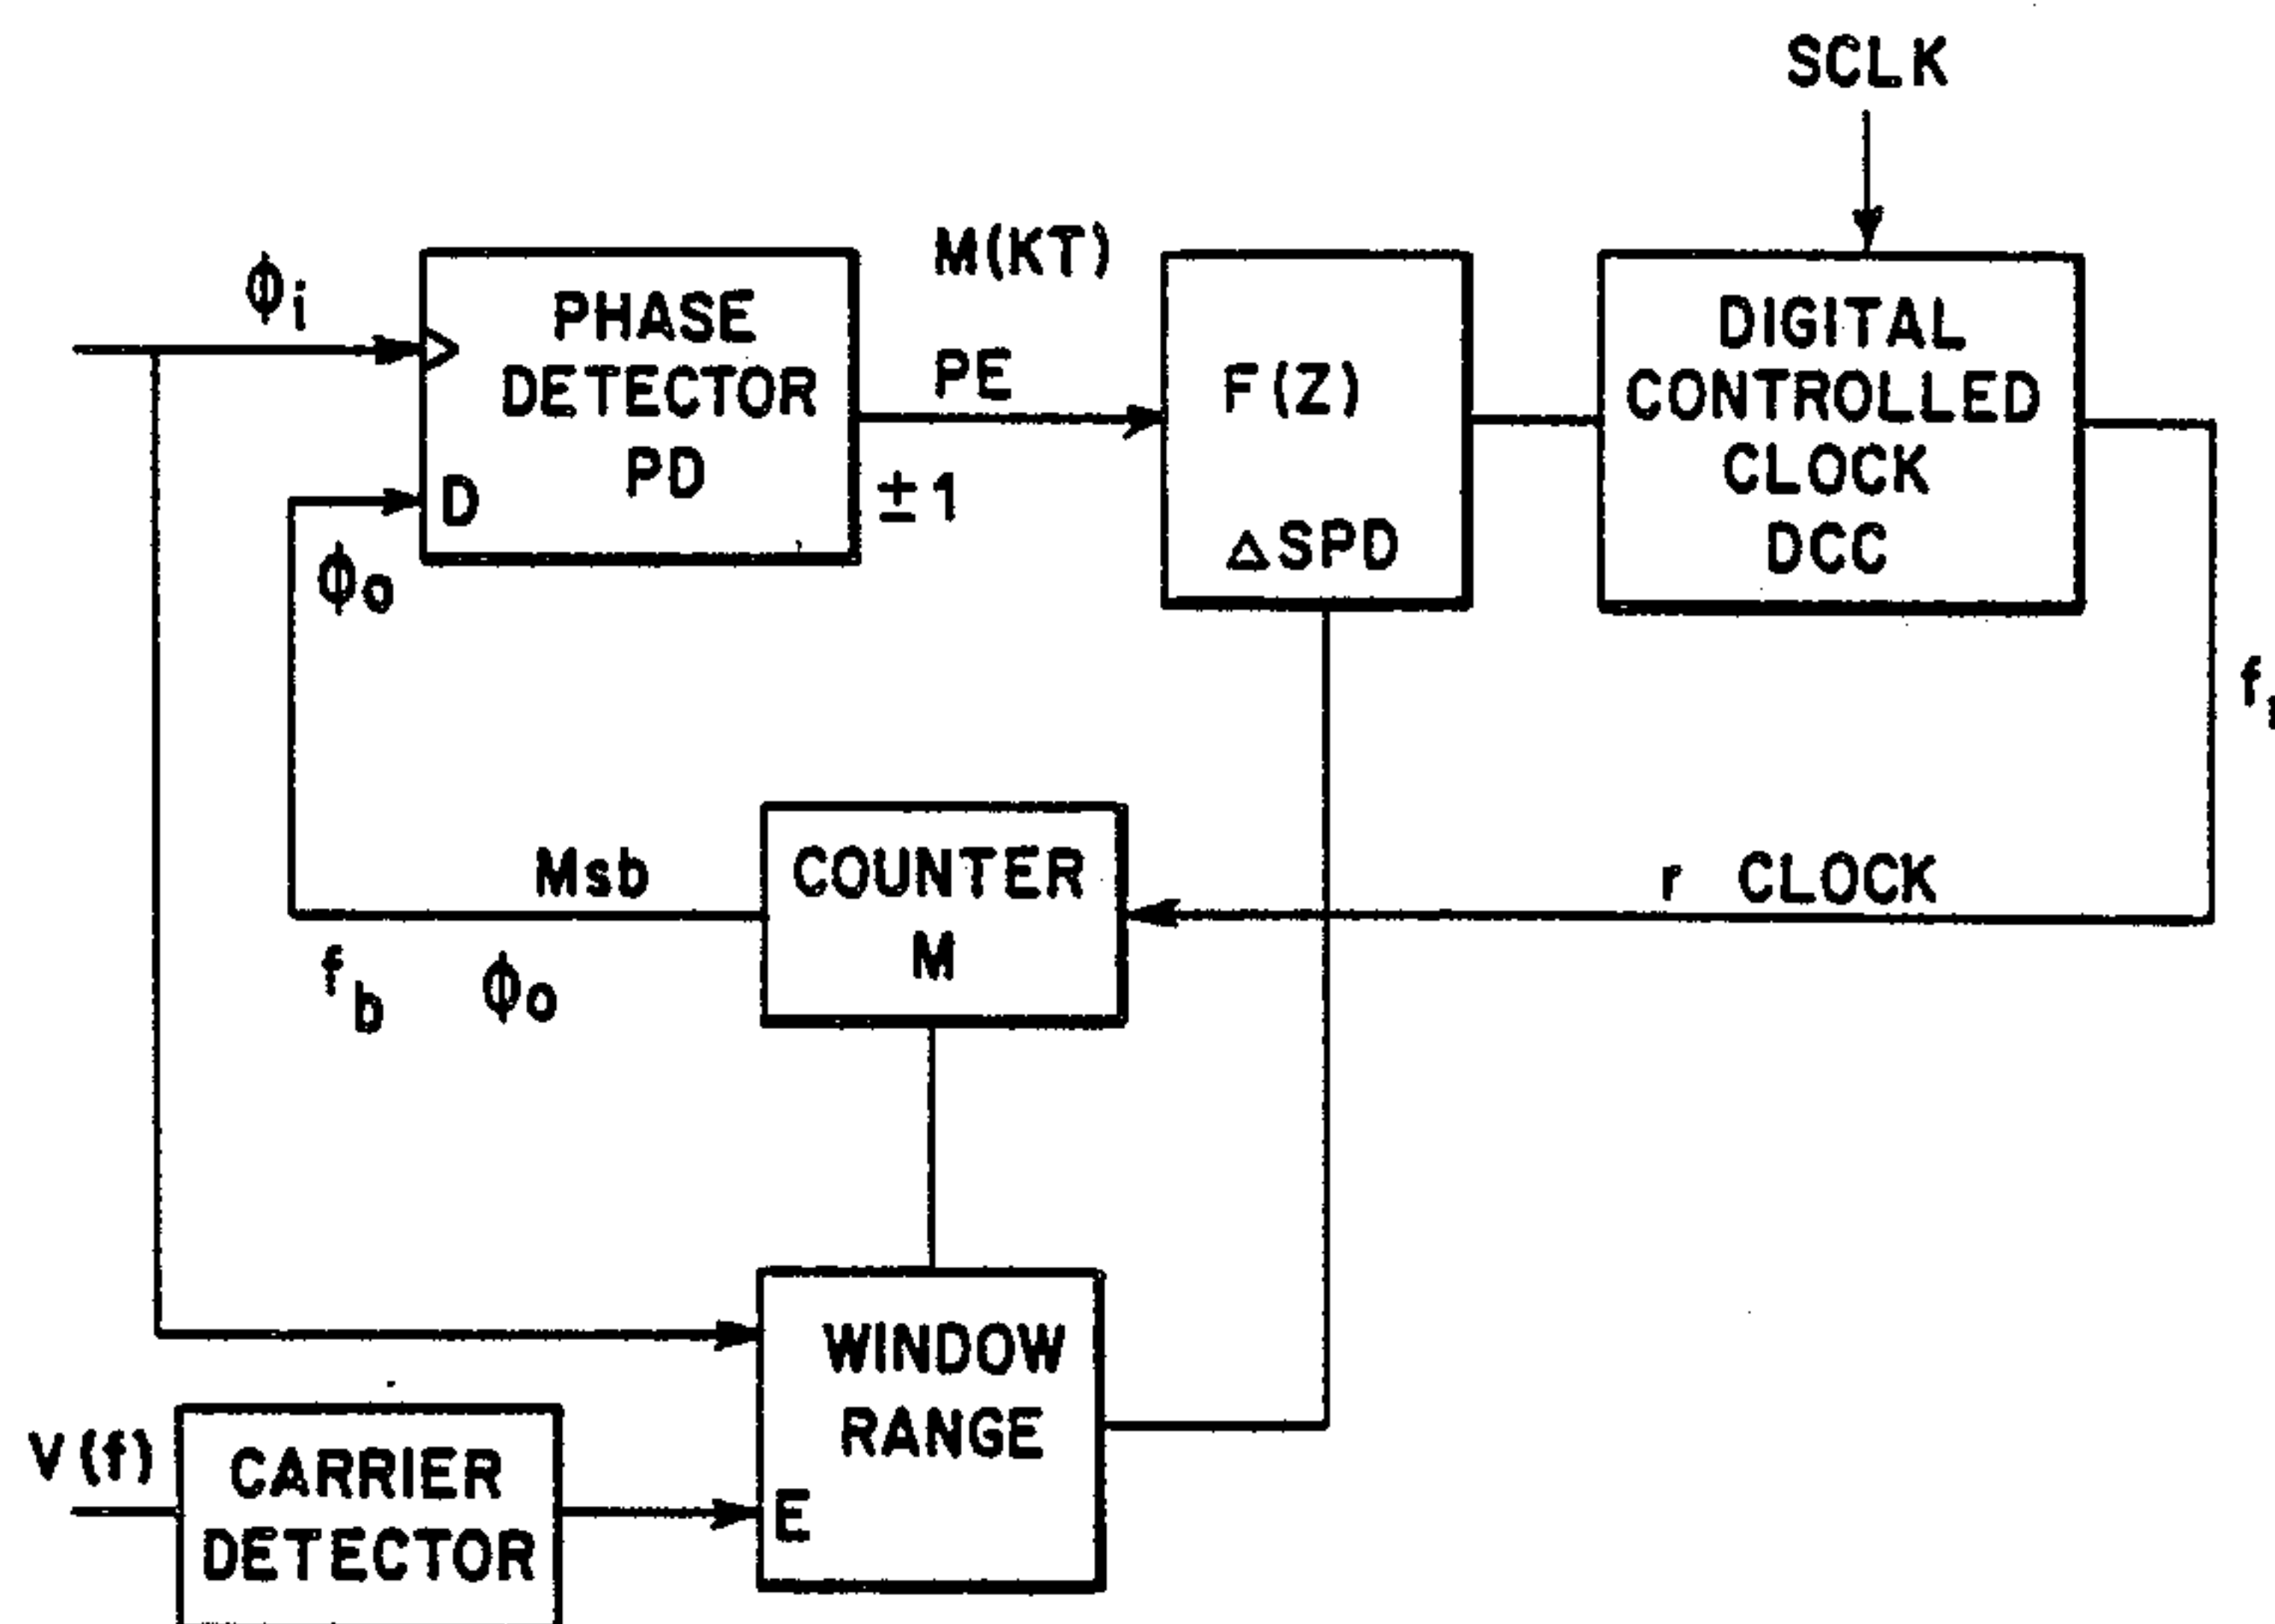 SCLK
ϕi
PHASE
DETECTOR
PD
D
ϕo
M(KT)
PE
±1
F(Z)
ΔSPD
DIGITAL
CONTROLLED
CLOCK
DCC
Msb
fb ϕo
COUNTER
M
r CLOCK
WINDOW
RANGE
E
V(f)
CARRIER
DETECTOR